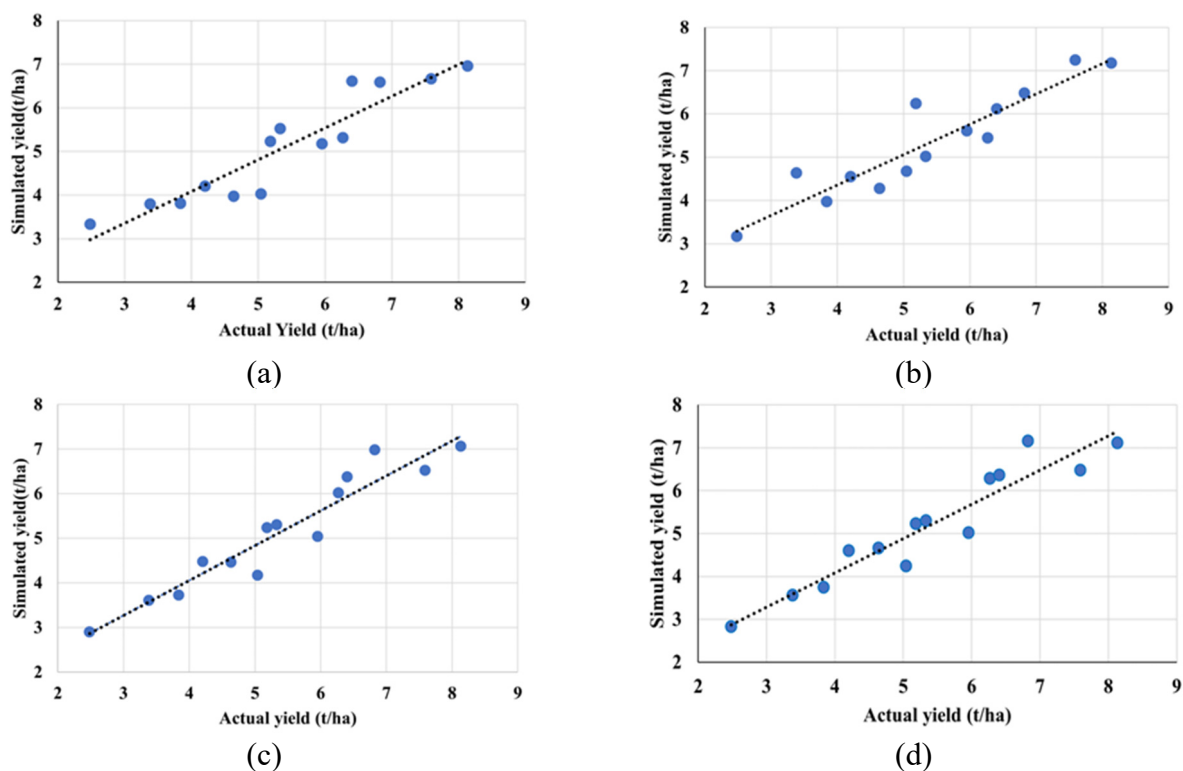 8
7
6
5
4
3
2
Simulated yield(t/ha)
2 3 4 5 6 7 8 9
Actual Yield (t/ha)
(a)
8
7
6
5
4
3
2
Simulated yield (t/ha)
2 3 4 5 6 7 8 9
Actual yield (t/ha)
(b)
8
7
6
5
4
3
2
Simulated yield(t/ha)
2 3 4 5 6 7 8 9
Actual yield (t/ha)
(c)
8
7
6
5
4
3
2
Simulated yield (t/ha)
2 3 4 5 6 7 8 9
Actual yield (t/ha)
(d)